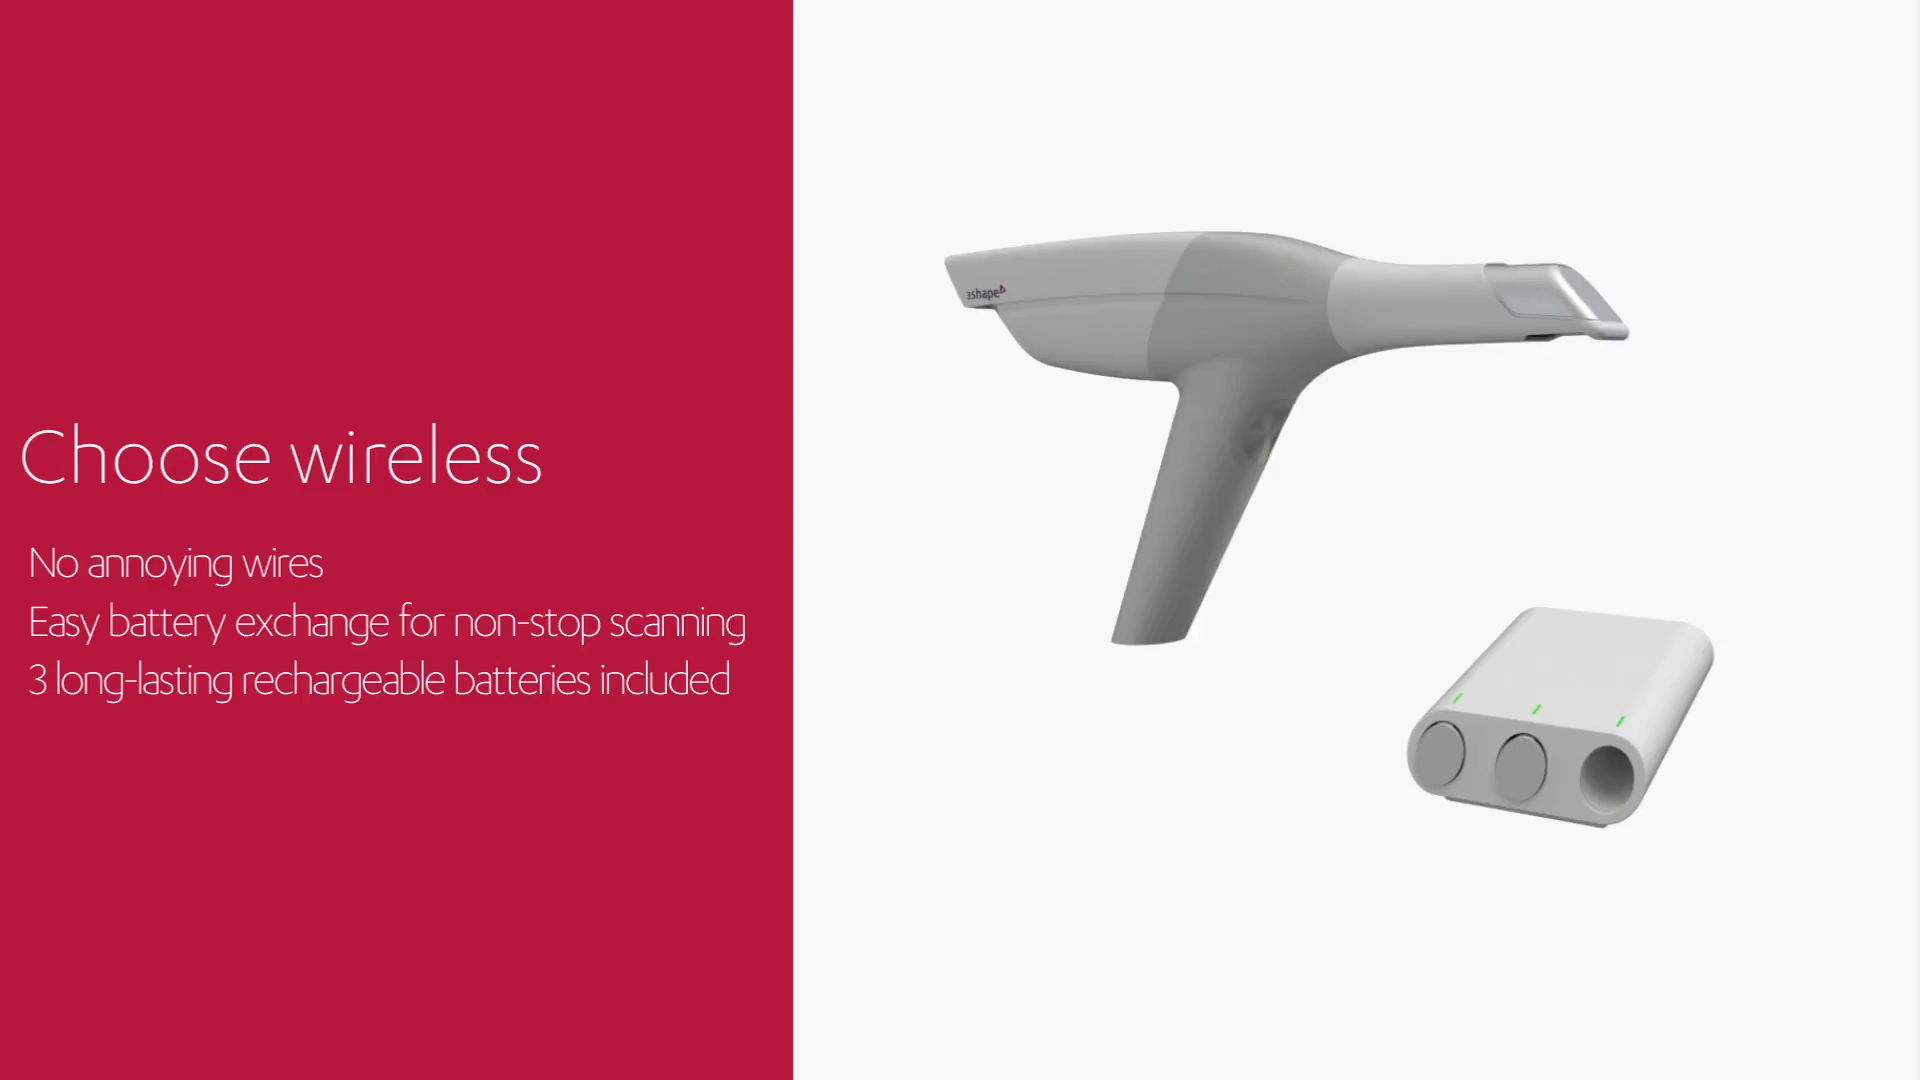 Choose wireless
No annoying wires
Easy battery exchange for non-stop scanning
3 long-lasting rechargeable batteries included
3shape